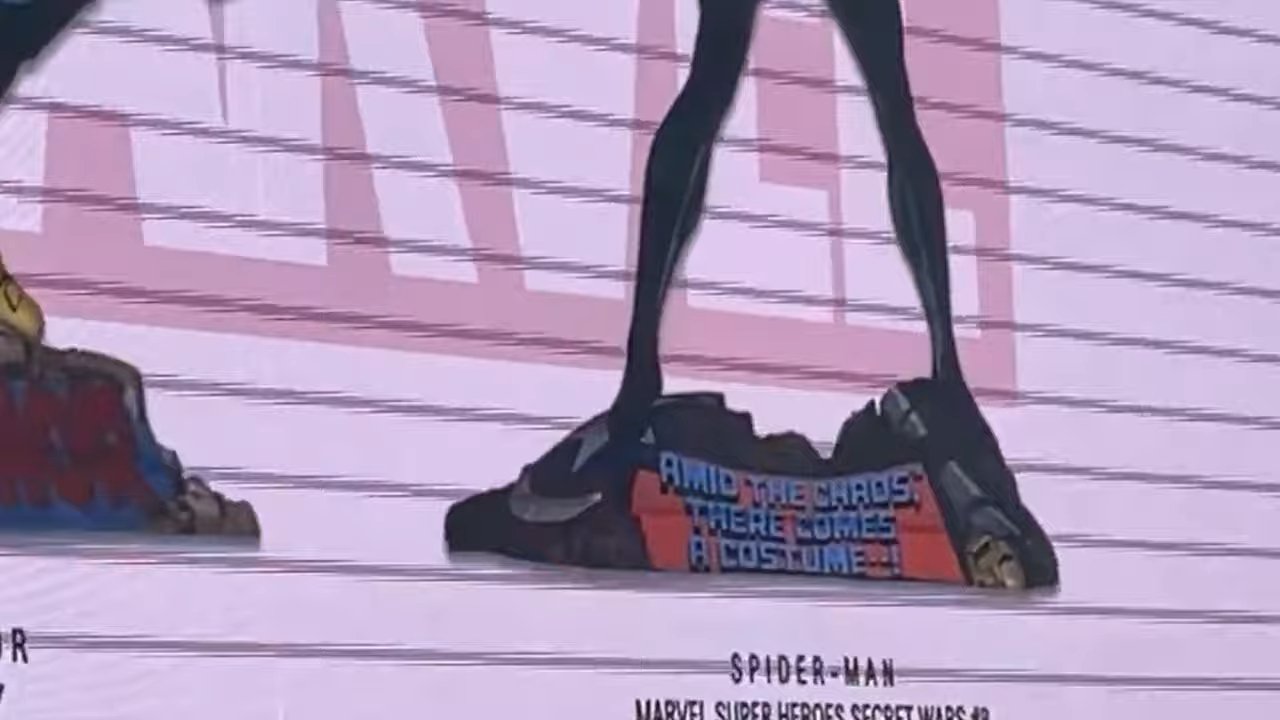 AMID THE CHAOS,
THERE COMES
A COSTUME--!
SPIDER-MAN
MARVEL SUPER HEROES SECRET WARS #8